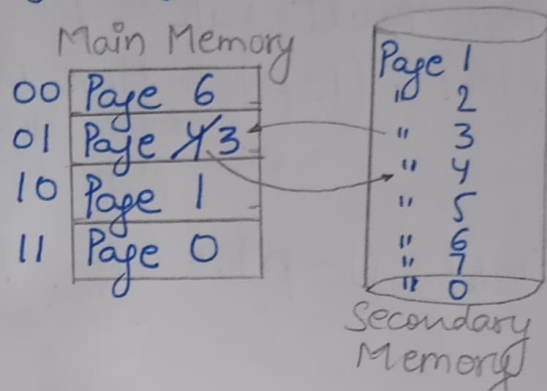 Main Memory
00 Page 6
01 Page 4 3
10 Page 1
11 Page 0
Page 1
" 2
" 3
" 4
" 5
" 6
" 7
" 0
Secondary
Memory